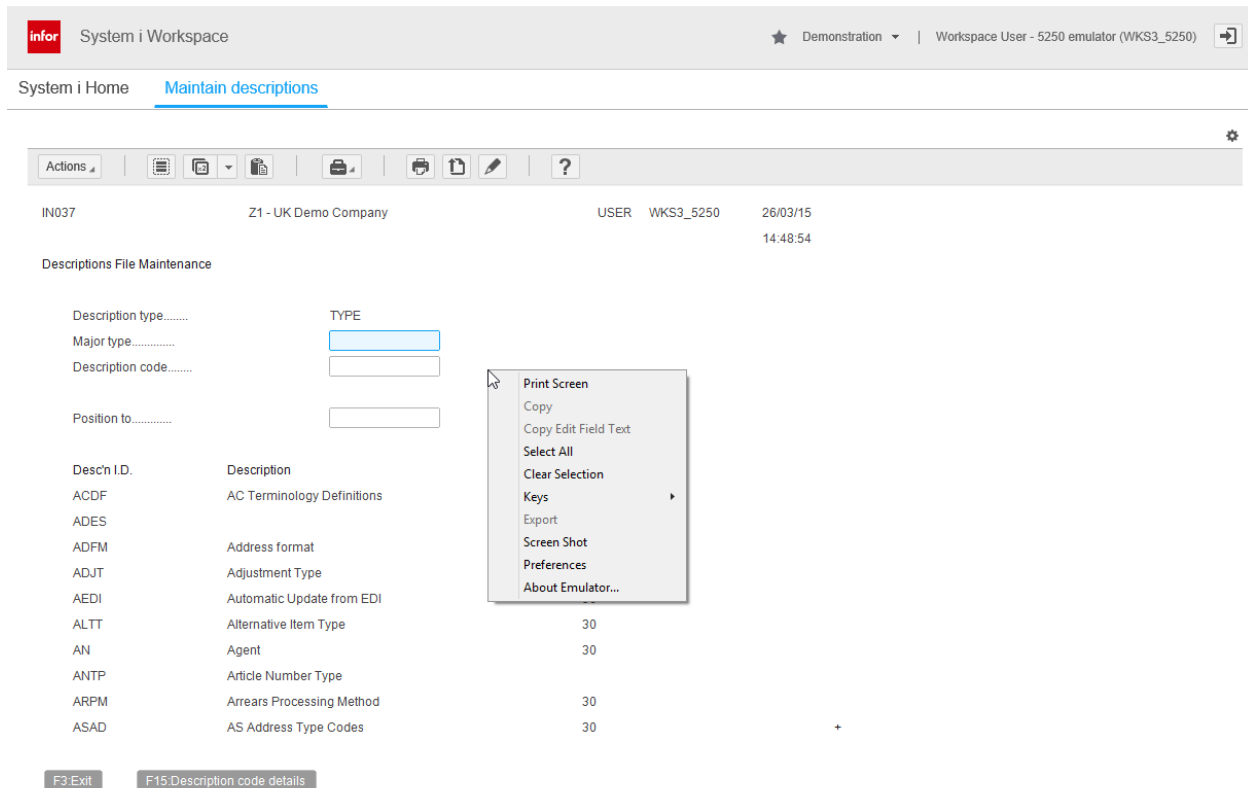 infor System i Workspace Demonstration | Workspace User - 5250 emulator (WKS3_5250)
System i Home Maintain descriptions
Actions ?
IN037 Z1 - UK Demo Company USER WKS3_5250 26/03/15
14:48:54
Descriptions File Maintenance
Description type........ TYPE
Major type.............
Description code........
Position to............
Desc'n I.D. Description
ACDF AC Terminology Definitions
ADES
ADFM Address format
ADJT Adjustment Type
AEDI Automatic Update from EDI
ALTT Alternative Item Type 30
AN Agent 30
ANTP Article Number Type
ARPM Arrears Processing Method 30
ASAD AS Address Type Codes 30 +
Print Screen
Copy
Copy Edit Field Text
Select All
Clear Selection
Keys
Export
Screen Shot
Preferences
About Emulator...
F3:Exit F15:Description code details